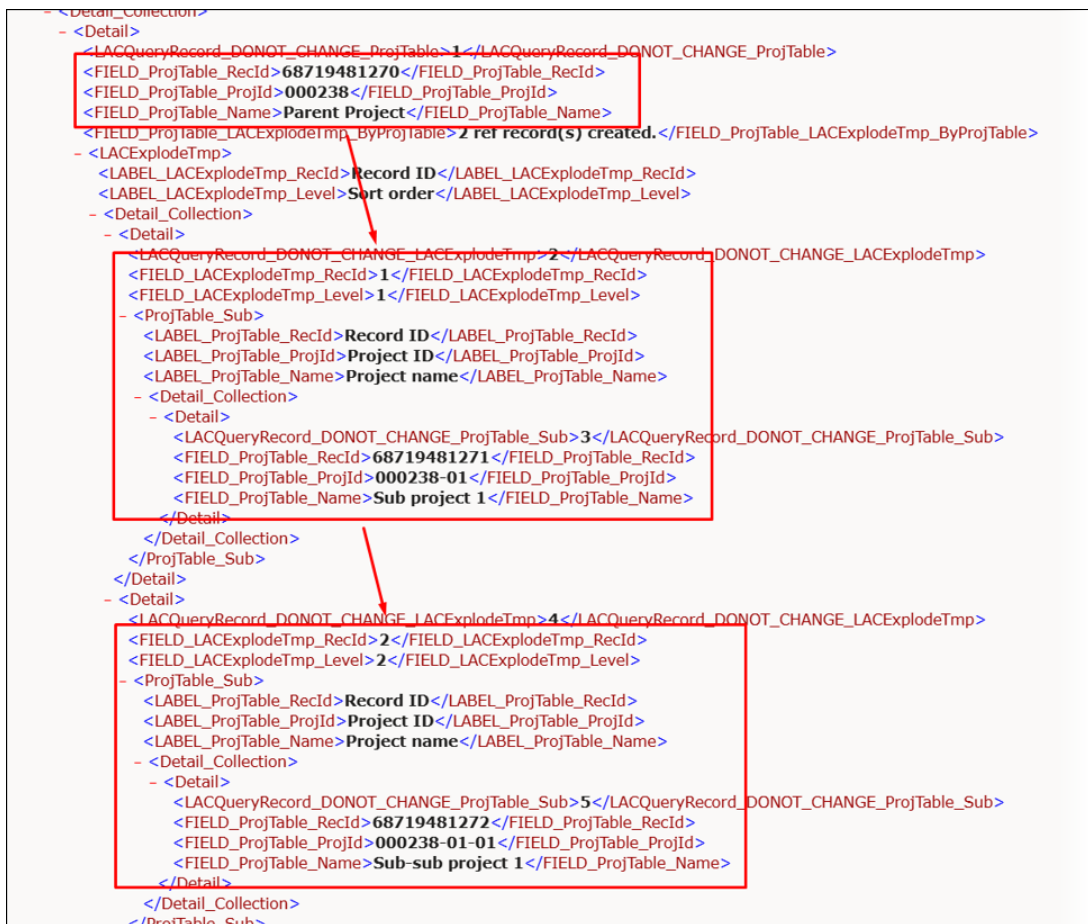 - <Detail_Collection>
- <Detail>
<LACQueryRecord_DONOT_CHANGE_ProjTable>1</LACQueryRecord_DONOT_CHANGE_ProjTable>
<FIELD_ProjTable_RecId>68719481270</FIELD_ProjTable_RecId>
<FIELD_ProjTable_ProjId>000238</FIELD_ProjTable_ProjId>
<FIELD_ProjTable_Name>Parent Project</FIELD_ProjTable_Name>
<FIELD_ProjTable_LACExplodeTmp_ByProjTable>2 ref record(s) created.</FIELD_ProjTable_LACExplodeTmp_ByProjTable>
- <LACExplodeTmp>
<LABEL_LACExplodeTmp_RecId>Record ID</LABEL_LACExplodeTmp_RecId>
<LABEL_LACExplodeTmp_Level>Sort order</LABEL_LACExplodeTmp_Level>
- <Detail_Collection>
- <Detail>
<LACQueryRecord_DONOT_CHANGE_LACExplodeTmp>2</LACQueryRecord_DONOT_CHANGE_LACExplodeTmp>
<FIELD_LACExplodeTmp_RecId>1</FIELD_LACExplodeTmp_RecId>
<FIELD_LACExplodeTmp_Level>1</FIELD_LACExplodeTmp_Level>
- <ProjTable_Sub>
<LABEL_ProjTable_RecId>Record ID</LABEL_ProjTable_RecId>
<LABEL_ProjTable_ProjId>Project ID</LABEL_ProjTable_ProjId>
<LABEL_ProjTable_Name>Project name</LABEL_ProjTable_Name>
- <Detail_Collection>
- <Detail>
<LACQueryRecord_DONOT_CHANGE_ProjTable_Sub>3</LACQueryRecord_DONOT_CHANGE_ProjTable_Sub>
<FIELD_ProjTable_RecId>68719481271</FIELD_ProjTable_RecId>
<FIELD_ProjTable_ProjId>000238-01</FIELD_ProjTable_ProjId>
<FIELD_ProjTable_Name>Sub project 1</FIELD_ProjTable_Name>
</Detail>
</Detail_Collection>
</ProjTable_Sub>
</Detail>
- <Detail>
<LACQueryRecord_DONOT_CHANGE_LACExplodeTmp>4</LACQueryRecord_DONOT_CHANGE_LACExplodeTmp>
<FIELD_LACExplodeTmp_RecId>2</FIELD_LACExplodeTmp_RecId>
<FIELD_LACExplodeTmp_Level>2</FIELD_LACExplodeTmp_Level>
- <ProjTable_Sub>
<LABEL_ProjTable_RecId>Record ID</LABEL_ProjTable_RecId>
<LABEL_ProjTable_ProjId>Project ID</LABEL_ProjTable_ProjId>
<LABEL_ProjTable_Name>Project name</LABEL_ProjTable_Name>
- <Detail_Collection>
- <Detail>
<LACQueryRecord_DONOT_CHANGE_ProjTable_Sub>5</LACQueryRecord_DONOT_CHANGE_ProjTable_Sub>
<FIELD_ProjTable_RecId>68719481272</FIELD_ProjTable_RecId>
<FIELD_ProjTable_ProjId>000238-01-01</FIELD_ProjTable_ProjId>
<FIELD_ProjTable_Name>Sub-sub project 1</FIELD_ProjTable_Name>
</Detail>
</Detail_Collection>
</ProjTable_Sub>